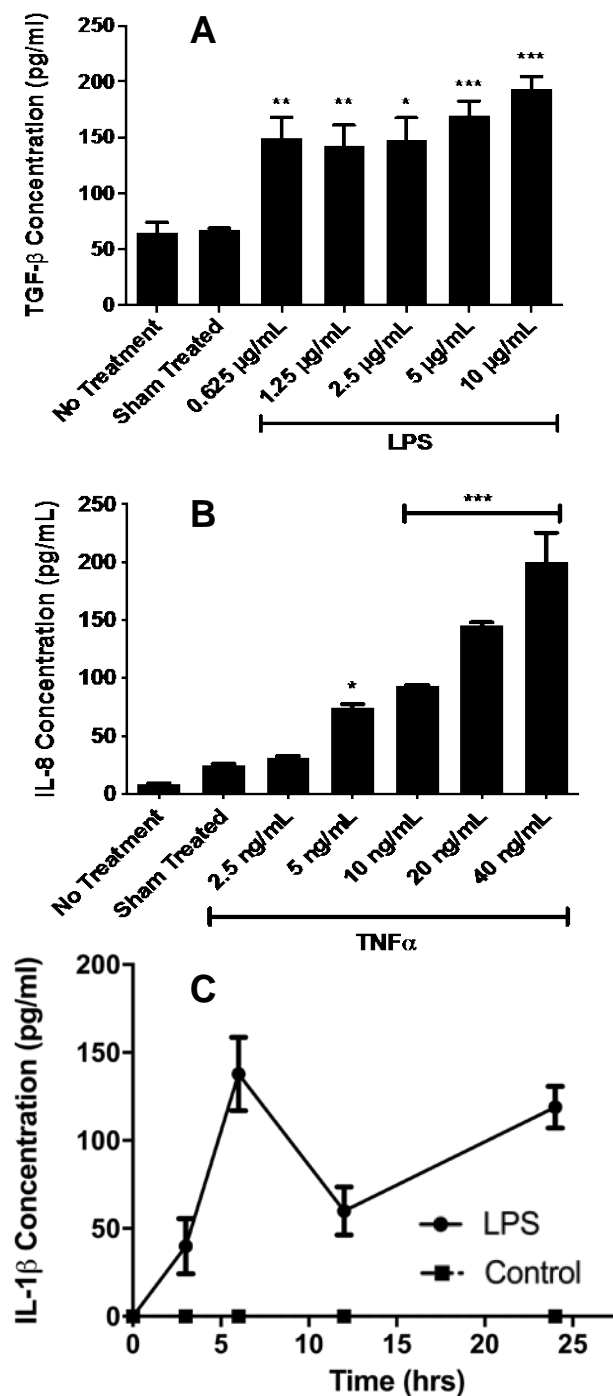 A
TGF-β Concentration (pg/ml)
250
200
150
100
50
0
** ** * *** ***
No Treatment
Sham Treated
0.625 µg/mL
1.25 µg/mL
2.5 µg/mL
5 µg/mL
10 µg/mL
LPS
B
IL-8 Concentration (pg/mL)
250
200
150
100
50
0
***
*
No Treatment
Sham Treated
2.5 ng/mL
5 ng/mL
10 ng/mL
20 ng/mL
40 ng/mL
TNFα
C
IL-1β Concentration (pg/ml)
200
150
100
50
0
LPS
Control
0 5 10 15 20 25
Time (hrs)